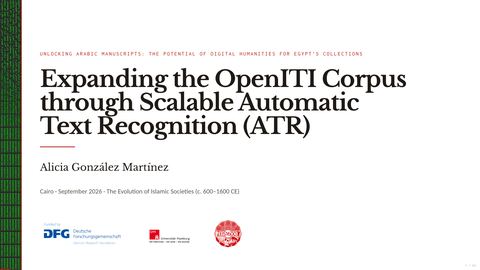 UNLOCKING ARABIC MANUSCRIPTS: THE POTENTIAL OF DIGITAL HUMANITIES FOR EGYPT'S COLLECTIONS
Expanding the OpenITI Corpus
through Scalable Automatic
Text Recognition (ATR)
Alicia González Martínez
Cairo · September 2026 · The Evolution of Islamic Societies (c. 600–1600 CE)
Funded by
DFG Deutsche
Forschungsgemeinschaft
Universität Hamburg